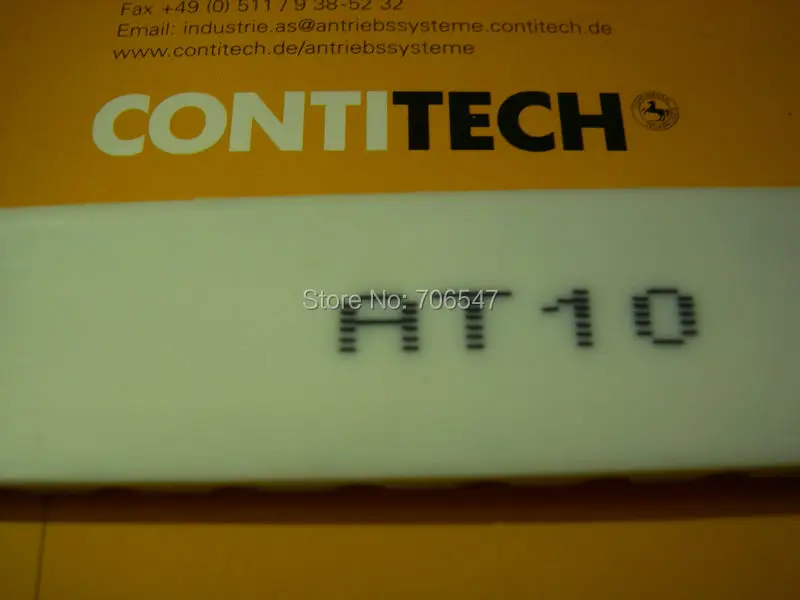 Fax +49 (0) 511 / 9 38-52 32
Email: industrie.as@antriebssysteme.contitech.de
www.contitech.de/antriebssysteme
CONTITECH
Store No: 706547
AT10